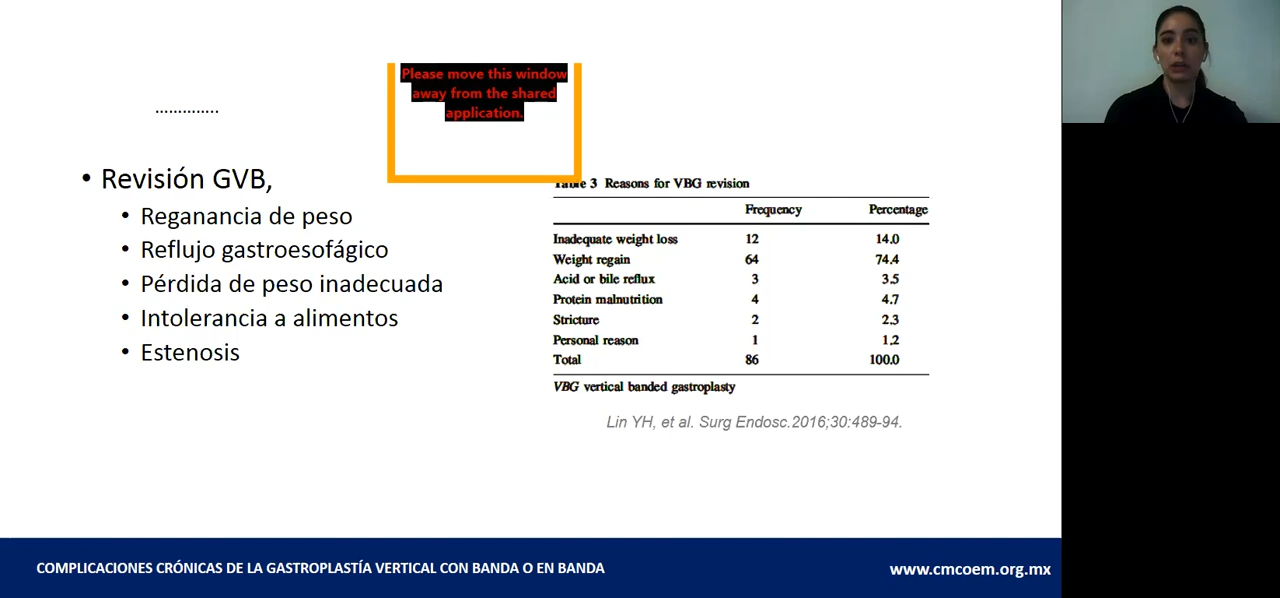 Please move this window
away from the shared
application.
..............
• Revisión GVB,
• Reganancia de peso
• Reflujo gastroesofágico
• Pérdida de peso inadecuada
• Intolerancia a alimentos
• Estenosis
Table 3 Reasons for VBG revision
Frequency Percentage
Inadequate weight loss 12 14.0
Weight regain 64 74.4
Acid or bile reflux 3 3.5
Protein malnutrition 4 4.7
Stricture 2 2.3
Personal reason 1 1.2
Total 86 100.0
VBG vertical banded gastroplasty
Lin YH, et al. Surg Endosc.2016;30:489-94.
COMPLICACIONES CRÓNICAS DE LA GASTROPLASTÍA VERTICAL CON BANDA O EN BANDA
www.cmcoem.org.mx